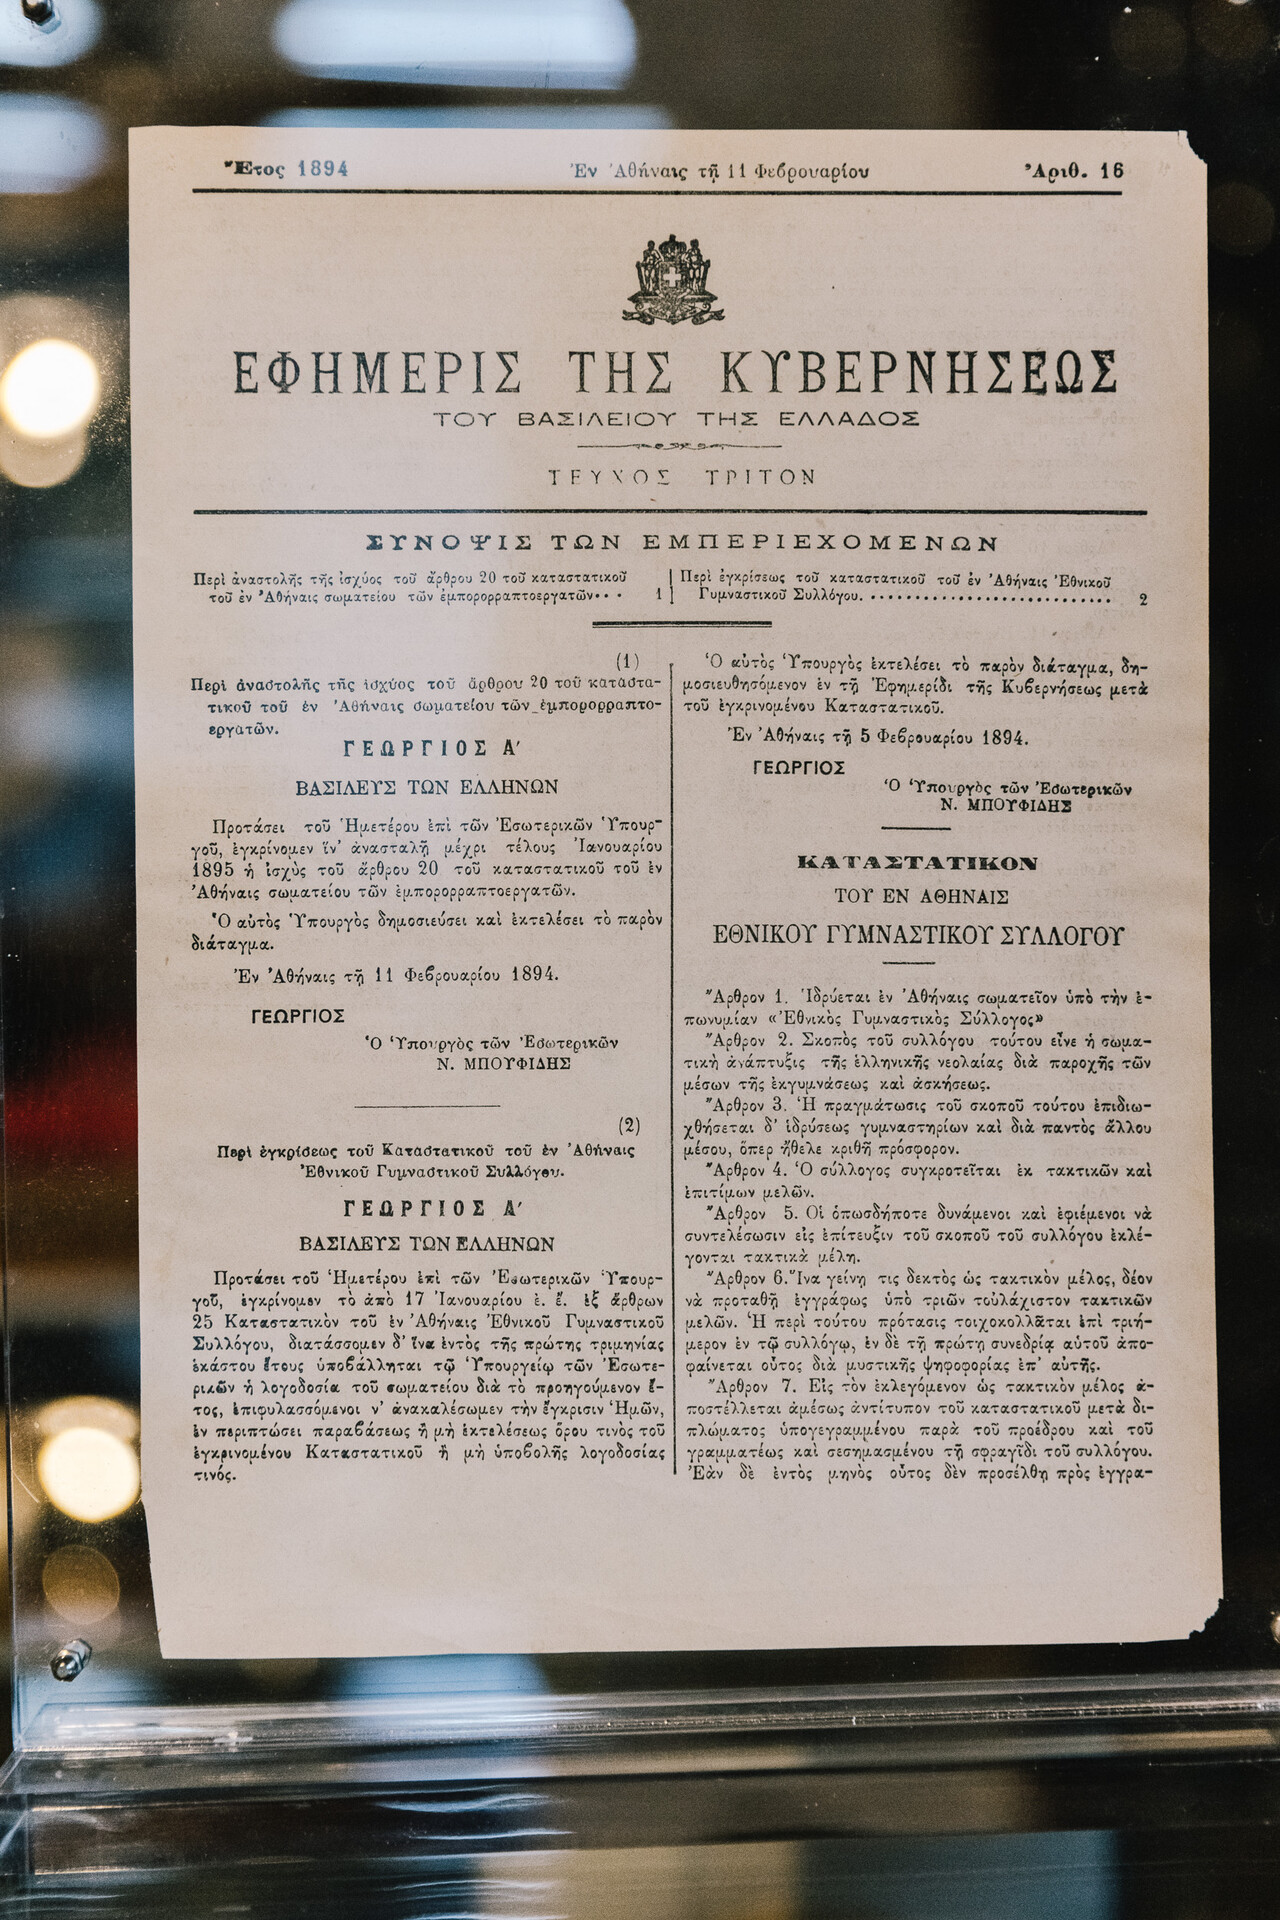 Ἔτος 1894
Ἐν Ἀθήναις τῇ 11 Φεβρουαρίου
Ἀριθ. 16
ΕΦΗΜΕΡΙΣ ΤΗΣ ΚΥΒΕΡΝΗΣΕΩΣ
ΤΟΥ ΒΑΣΙΛΕΙΟΥ ΤΗΣ ΕΛΛΑΔΟΣ
ΤΕΥΧΟΣ ΤΡΙΤΟΝ
ΣΥΝΟΨΙΣ ΤΩΝ ΕΜΠΕΡΙΕΧΟΜΕΝΩΝ
Περὶ ἀναστολῆς τῆς ἰσχύος τοῦ ἄρθρου 20 τοῦ καταστατικοῦ
τοῦ ἐν Ἀθήναις σωματείου τῶν ἐμπορορραπτοεργατῶν... 1
Περὶ ἐγκρίσεως τοῦ καταστατικοῦ τοῦ ἐν Ἀθήναις Ἐθνικοῦ
Γυμναστικοῦ Συλλόγου............................ 2
(1)
Περὶ ἀναστολῆς τῆς ἰσχύος τοῦ ἄρθρου 20 τοῦ καταστα-
τικοῦ τοῦ ἐν Ἀθήναις σωματείου τῶν ἐμπορορραπτο-
εργατῶν.
ΓΕΩΡΓΙΟΣ Α′
ΒΑΣΙΛΕΥΣ ΤΩΝ ΕΛΛΗΝΩΝ
Προτάσει τοῦ Ἡμετέρου ἐπὶ τῶν Ἐσωτερικῶν Ὑπουρ-
γοῦ, ἐγκρίνομεν ἵν' ἀνασταλῇ μέχρι τέλους Ἰανουαρίου
1895 ἡ ἰσχὺς τοῦ ἄρθρου 20 τοῦ καταστατικοῦ τοῦ ἐν
Ἀθήναις σωματείου τῶν ἐμπορορραπτοεργατῶν.
Ὁ αὐτὸς Ὑπουργὸς δημοσιεύσει καὶ ἐκτελέσει τὸ παρὸν
διάταγμα.
Ἐν Ἀθήναις τῇ 11 Φεβρουαρίου 1894.
ΓΕΩΡΓΙΟΣ
Ὁ Ὑπουργὸς τῶν Ἐσωτερικῶν
Ν. ΜΠΟΥΦΙΔΗΣ
(2)
Περὶ ἐγκρίσεως τοῦ Καταστατικοῦ τοῦ ἐν Ἀθήναις
Ἐθνικοῦ Γυμναστικοῦ Συλλόγου.
ΓΕΩΡΓΙΟΣ Α′
ΒΑΣΙΛΕΥΣ ΤΩΝ ΕΛΛΗΝΩΝ
Προτάσει τοῦ Ἡμετέρου ἐπὶ τῶν Ἐσωτερικῶν Ὑπουρ-
γοῦ, ἐγκρίνομεν τὸ ἀπὸ 17 Ἰανουαρίου ἐ. ἔ. ἐξ ἄρθρων
25 Καταστατικὸν τοῦ ἐν Ἀθήναις Ἐθνικοῦ Γυμναστικοῦ
Συλλόγου, διατάσσομεν δ' ἵνα ἐντὸς τῆς πρώτης τριμηνίας
ἑκάστου ἔτους ὑποβάλληται τῷ Ὑπουργείῳ τῶν Ἐσωτε-
ρικῶν ἡ λογοδοσία τοῦ σωματείου διὰ τὸ προηγούμενον ἔ-
τος, ἐπιφυλασσόμενοι ν' ἀνακαλέσωμεν τὴν ἔγκρισιν Ἡμῶν,
ἐν περιπτώσει παραβάσεως ἢ μὴ ἐκτελέσεως ὅρου τινὸς τοῦ
ἐγκρινομένου Καταστατικοῦ ἢ μὴ ὑποβολῆς λογοδοσίας
τινός.
Ὁ αὐτὸς Ὑπουργὸς ἐκτελέσει τὸ παρὸν διάταγμα, δη-
μοσιευθησόμενον ἐν τῇ Ἐφημερίδι τῆς Κυβερνήσεως μετὰ
τοῦ ἐγκρινομένου Καταστατικοῦ.
Ἐν Ἀθήναις τῇ 5 Φεβρουαρίου 1894.
ΓΕΩΡΓΙΟΣ
Ὁ Ὑπουργὸς τῶν Ἐσωτερικῶν
Ν. ΜΠΟΥΦΙΔΗΣ
ΚΑΤΑΣΤΑΤΙΚΟΝ
ΤΟΥ ΕΝ ΑΘΗΝΑΙΣ
ΕΘΝΙΚΟΥ ΓΥΜΝΑΣΤΙΚΟΥ ΣΥΛΛΟΓΟΥ
Ἄρθρον 1. Ἱδρύεται ἐν Ἀθήναις σωματεῖον ὑπὸ τὴν ἐ-
πωνυμίαν «Ἐθνικὸς Γυμναστικὸς Σύλλογος»
Ἄρθρον 2. Σκοπὸς τοῦ συλλόγου τούτου εἶνε ἡ σωμα-
τικὴ ἀνάπτυξις τῆς ἑλληνικῆς νεολαίας διὰ παροχῆς τῶν
μέσων τῆς ἐκγυμνάσεως καὶ ἀσκήσεως.
Ἄρθρον 3. Ἡ πραγμάτωσις τοῦ σκοποῦ τούτου ἐπιδιω-
χθήσεται δ' ἱδρύσεως γυμναστηρίων καὶ διὰ παντὸς ἄλλου
μέσου, ὅπερ ἤθελε κριθῆ πρόσφορον.
Ἄρθρον 4. Ὁ σύλλογος συγκροτεῖται ἐκ τακτικῶν καὶ
ἐπιτίμων μελῶν.
Ἄρθρον 5. Οἱ ὁπωσδήποτε δυνάμενοι καὶ ἐφιέμενοι νὰ
συντελέσωσιν εἰς ἐπίτευξιν τοῦ σκοποῦ τοῦ συλλόγου ἐκλέ-
γονται τακτικὰ μέλη.
Ἄρθρον 6. Ἵνα γείνῃ τις δεκτὸς ὡς τακτικὸν μέλος, δέον
νὰ προταθῇ ἐγγράφως ὑπὸ τριῶν τοὐλάχιστον τακτικῶν
μελῶν. Ἡ περὶ τούτου πρότασις τοιχοκολλᾶται ἐπὶ τριή-
μερον ἐν τῷ συλλόγῳ, ἐν δὲ τῇ πρώτῃ συνεδρίᾳ αὐτοῦ ἀπο-
φαίνεται οὗτος διὰ μυστικῆς ψηφοφορίας ἐπ' αὐτῆς.
Ἄρθρον 7. Εἰς τὸν ἐκλεγόμενον ὡς τακτικὸν μέλος ἀ-
ποστέλλεται ἀμέσως ἀντίτυπον τοῦ καταστατικοῦ μετὰ δι-
πλώματος ὑπογεγραμμένου παρὰ τοῦ προέδρου καὶ τοῦ
γραμματέως καὶ σεσημασμένου τῇ σφραγῖδι τοῦ συλλόγου.
Ἐὰν δὲ ἐντὸς μηνὸς οὗτος δὲν προσέλθῃ πρὸς ἐγγρα-